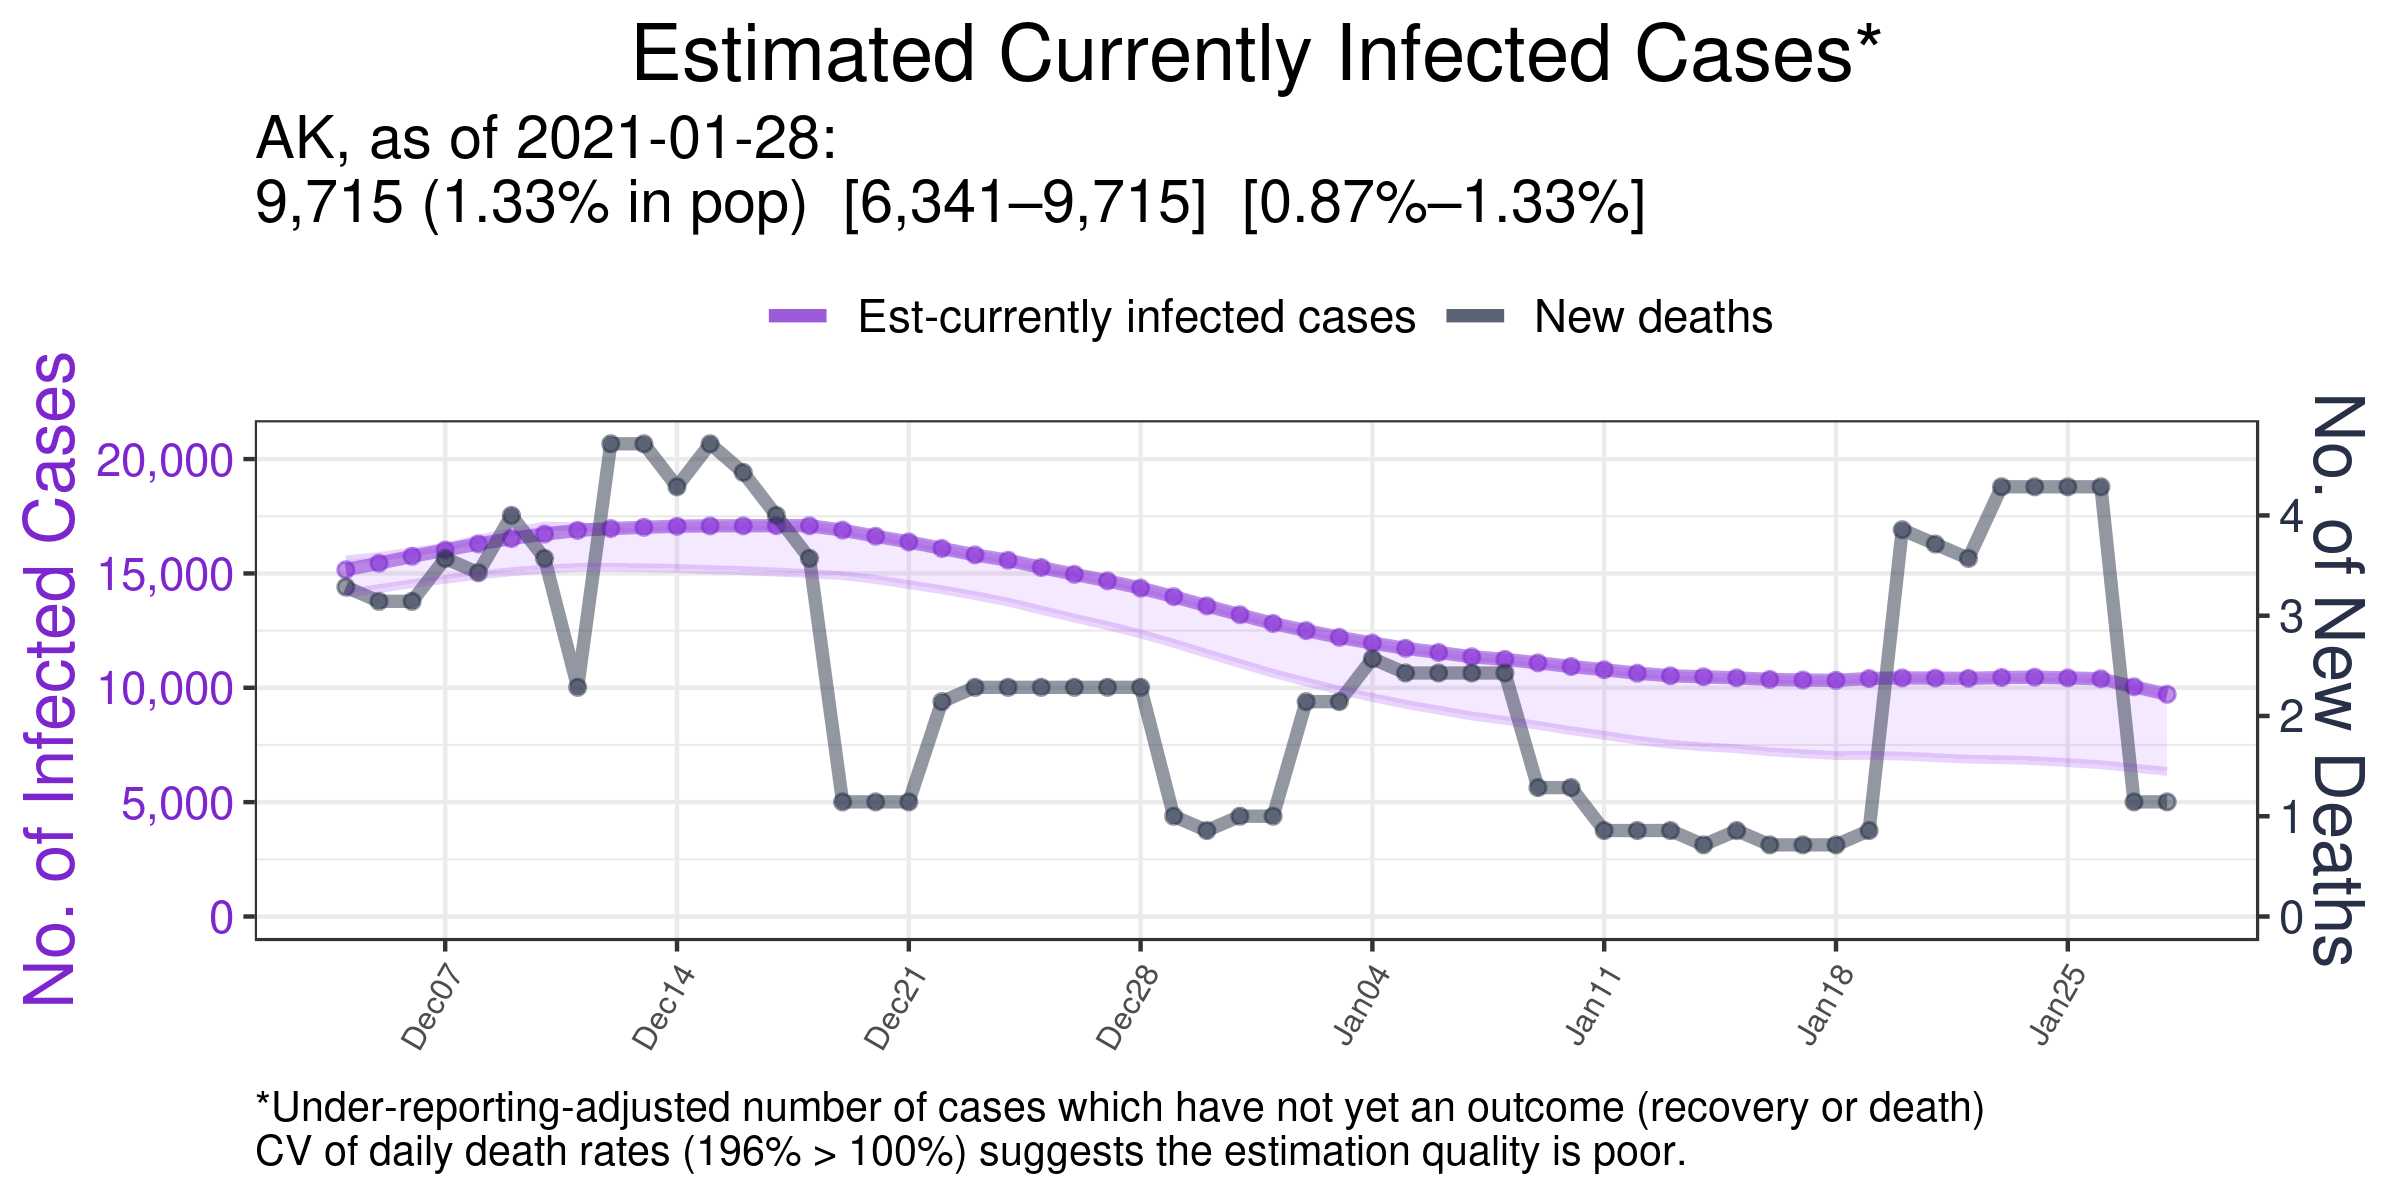 Estimated Currently Infected Cases*
AK, as of 2021-01-28:
9,715 (1.33% in pop)  [6,341–9,715]  [0.87%–1.33%]
Est-currently infected cases
New deaths
No. of Infected Cases
20,000
15,000
10,000
5,000
0
4
3
2
1
0
No. of New Deaths
Dec07
Dec14
Dec21
Dec28
Jan04
Jan11
Jan18
Jan25
*Under-reporting-adjusted number of cases which have not yet an outcome (recovery or death)
CV of daily death rates (196% > 100%) suggests the estimation quality is poor.